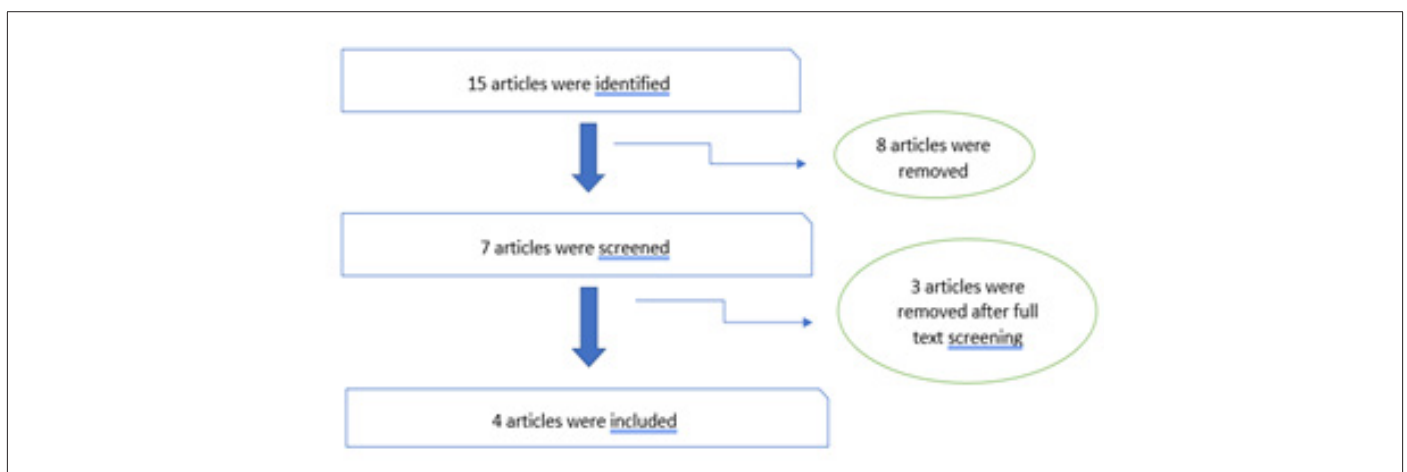 15 articles were identified
8 articles were
removed
7 articles were screened
3 articles were
removed after full
text screening
4 articles were included